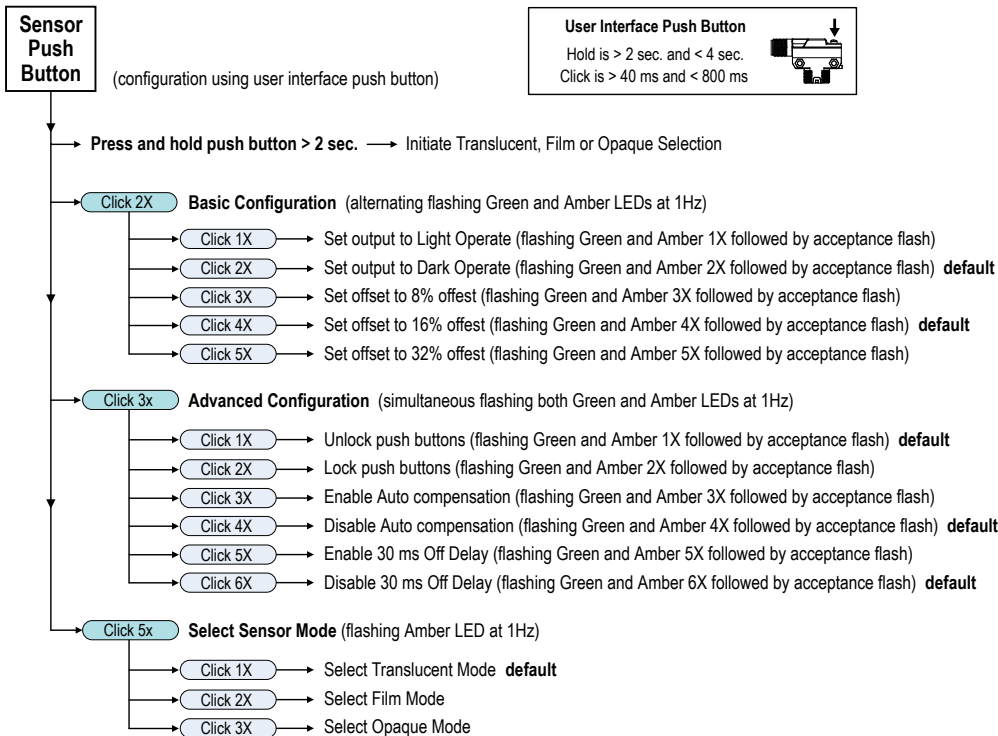 Sensor
Push
Button
(configuration using user interface push button)
User Interface Push Button
Hold is > 2 sec. and < 4 sec.
Click is > 40 ms and < 800 ms
Press and hold push button > 2 sec. Initiate Translucent, Film or Opaque Selection
Click 2X Basic Configuration (alternating flashing Green and Amber LEDs at 1Hz)
Click 1X Set output to Light Operate (flashing Green and Amber 1X followed by acceptance flash)
Click 2X Set output to Dark Operate (flashing Green and Amber 2X followed by acceptance flash) default
Click 3X Set offset to 8% offest (flashing Green and Amber 3X followed by acceptance flash)
Click 4X Set offset to 16% offest (flashing Green and Amber 4X followed by acceptance flash) default
Click 5X Set offset to 32% offest (flashing Green and Amber 5X followed by acceptance flash)
Click 3x Advanced Configuration (simultaneous flashing both Green and Amber LEDs at 1Hz)
Click 1X Unlock push buttons (flashing Green and Amber 1X followed by acceptance flash) default
Click 2X Lock push buttons (flashing Green and Amber 2X followed by acceptance flash)
Click 3X Enable Auto compensation (flashing Green and Amber 3X followed by acceptance flash)
Click 4X Disable Auto compensation (flashing Green and Amber 4X followed by acceptance flash) default
Click 5X Enable 30 ms Off Delay (flashing Green and Amber 5X followed by acceptance flash)
Click 6X Disable 30 ms Off Delay (flashing Green and Amber 6X followed by acceptance flash) default
Click 5x Select Sensor Mode (flashing Amber LED at 1Hz)
Click 1X Select Translucent Mode default
Click 2X Select Film Mode
Click 3X Select Opaque Mode